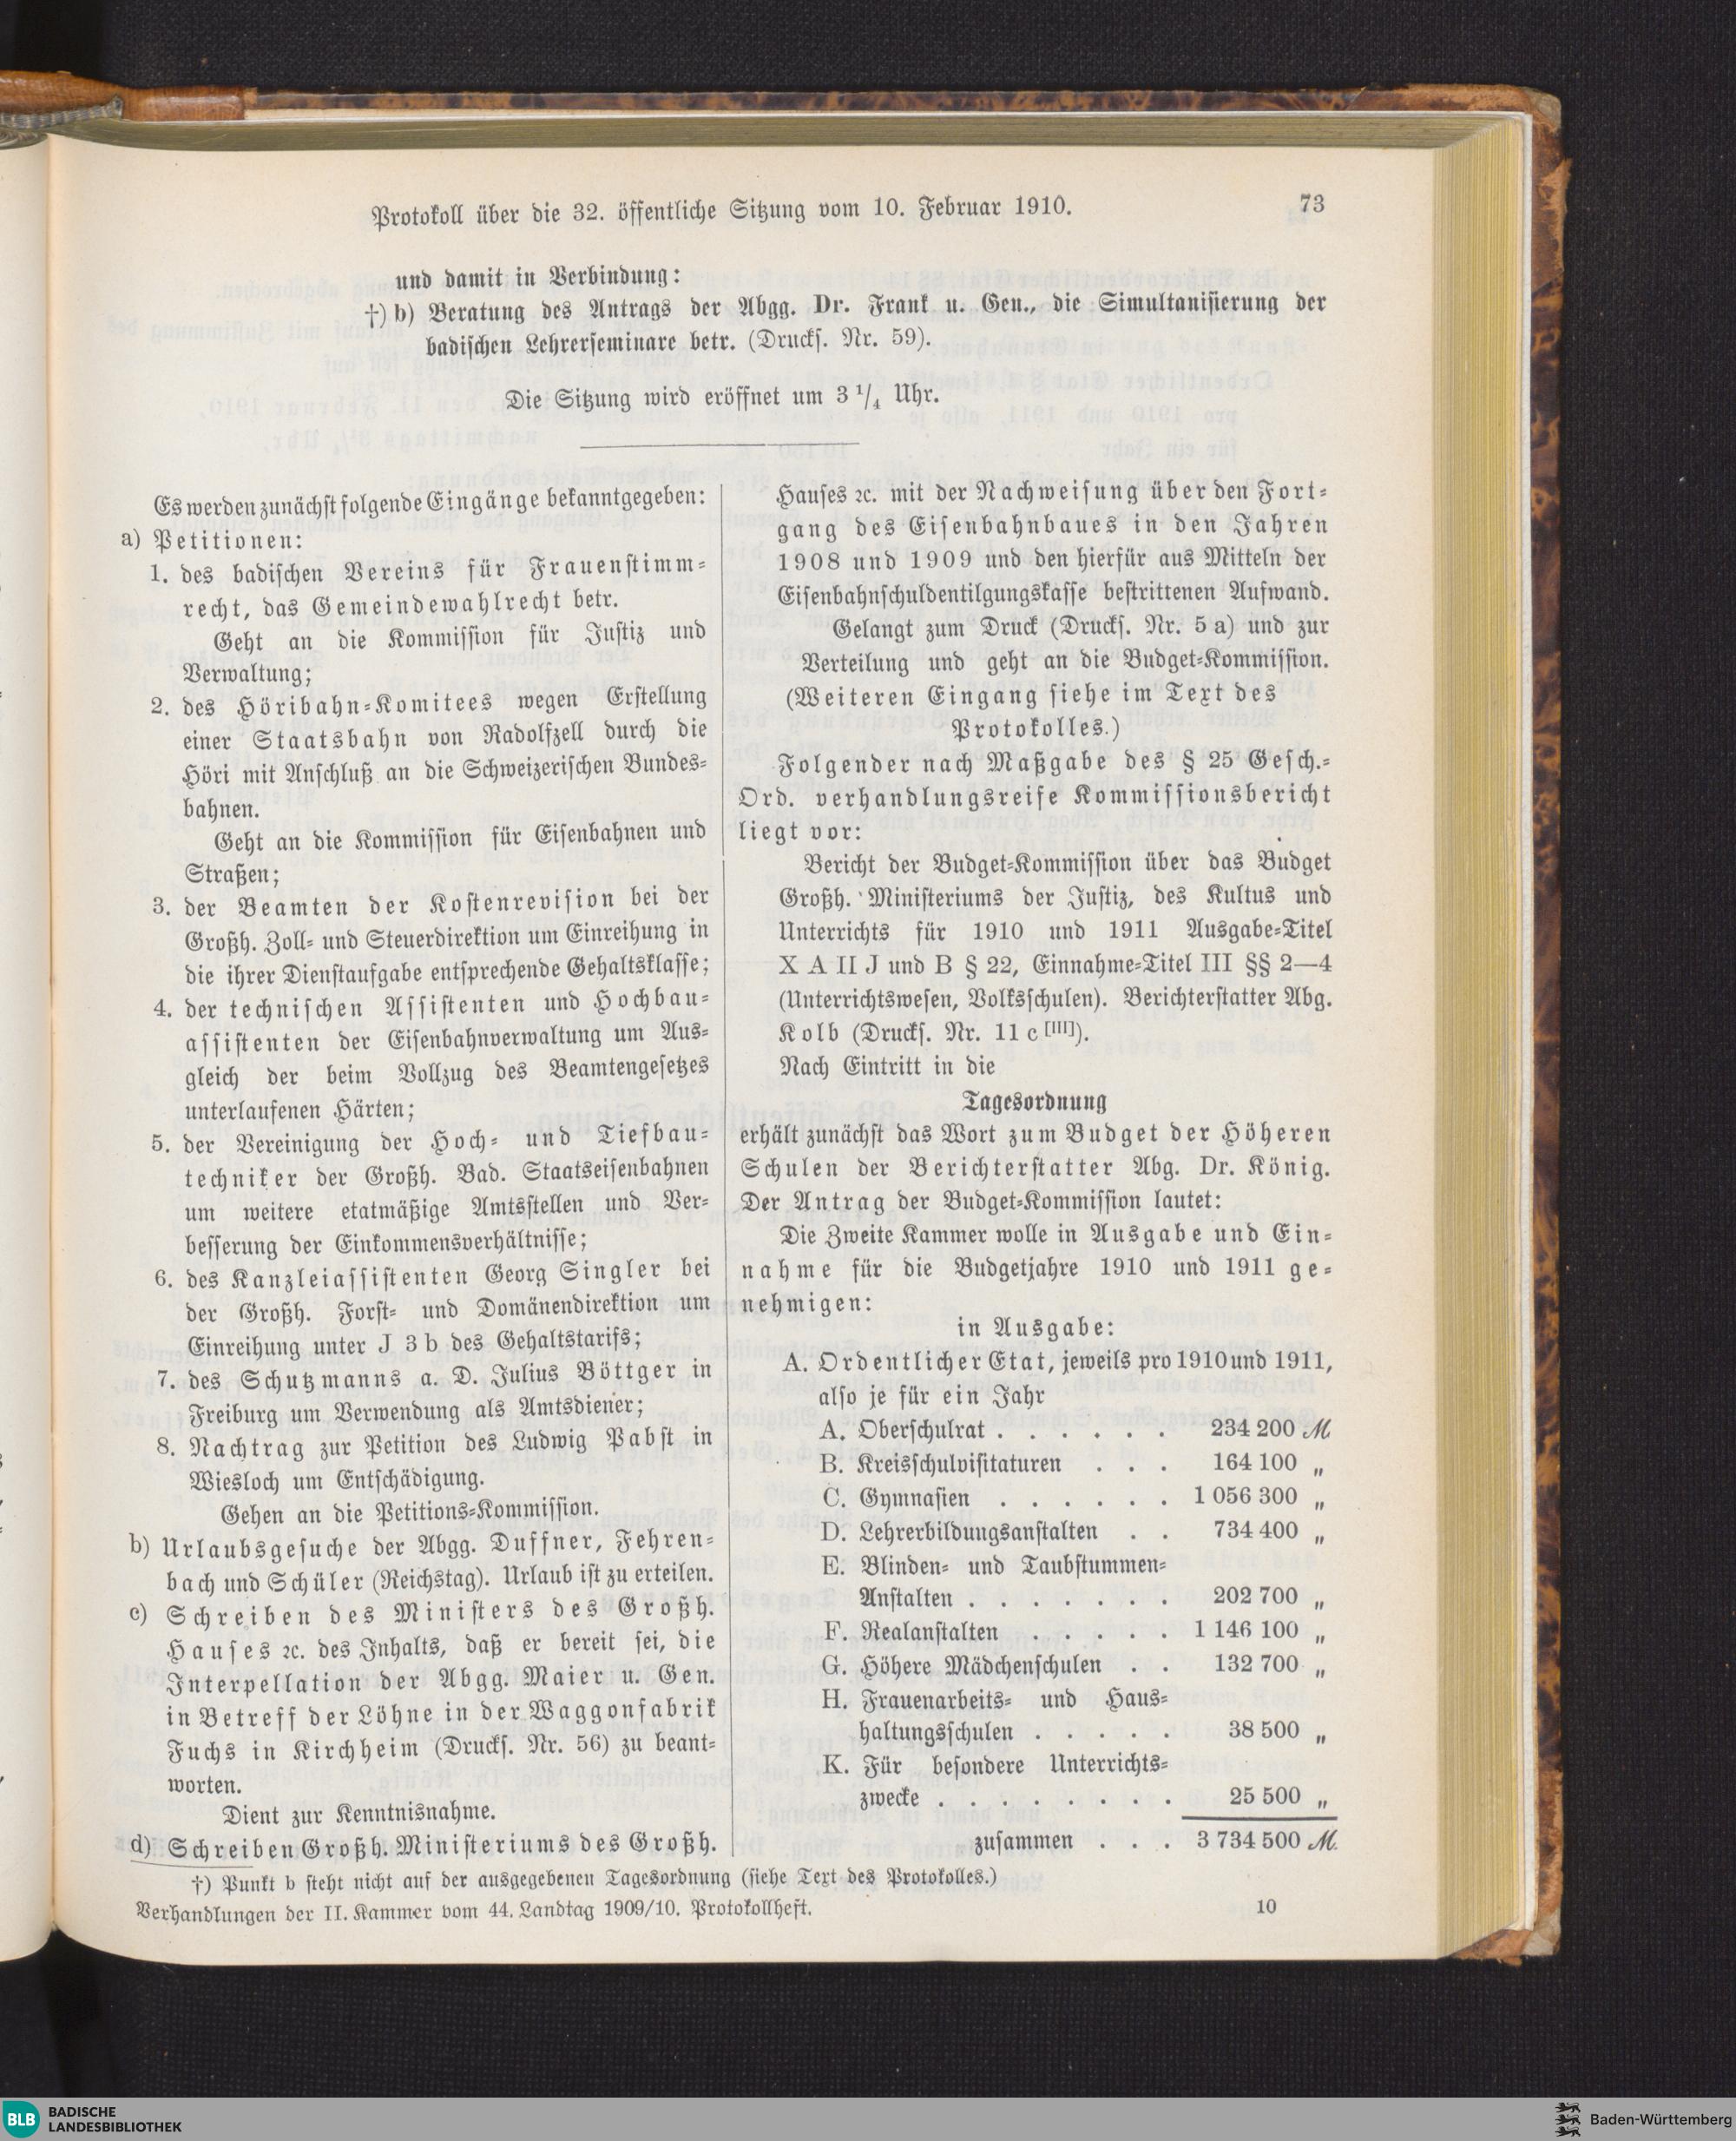 Protokoll über die 32. öffentliche Sitzung vom 10. Februar 1910.
73
und damit in Verbindung:
†) b) Beratung des Antrags der Abgg. Dr. Frank u. Gen., die Simultanisierung der
badischen Lehrerseminare betr. (Drucks. Nr. 59).
Die Sitzung wird eröffnet um 3 1/4 Uhr.
Es werden zunächst folgende Eingänge bekanntgegeben:
a) Petitionen:
1. des badischen Vereins für Frauenstimm-
recht, das Gemeindewahlrecht betr.
Geht an die Kommission für Justiz und
Verwaltung;
2. des Höribahn-Komitees wegen Erstellung
einer Staatsbahn von Radolfzell durch die
Höri mit Anschluß an die Schweizerischen Bundes-
bahnen.
Geht an die Kommission für Eisenbahnen und
Straßen;
3. der Beamten der Kostenrevision bei der
Großh. Zoll- und Steuerdirektion um Einreihung in
die ihrer Dienstaufgabe entsprechende Gehaltsklasse;
4. der technischen Assistenten und Hochbau-
assistenten der Eisenbahnverwaltung um Aus-
gleich der beim Vollzug des Beamtengesetzes
unterlaufenen Härten;
5. der Vereinigung der Hoch- und Tiefbau-
techniker der Großh. Bad. Staatseisenbahnen
um weitere etatmäßige Amtsstellen und Ver-
besserung der Einkommensverhältnisse;
6. des Kanzleiassistenten Georg Singler bei
der Großh. Forst- und Domänendirektion um
Einreihung unter J 3 b des Gehaltstarifs;
7. des Schutzmanns a. D. Julius Böttger in
Freiburg um Verwendung als Amtsdiener;
8. Nachtrag zur Petition des Ludwig Pabst in
Wiesloch um Entschädigung.
Gehen an die Petitions-Kommission.
b) Urlaubsgesuche der Abgg. Duffner, Fehren-
bach und Schüler (Reichstag). Urlaub ist zu erteilen.
c) Schreiben des Ministers des Großh.
Hauses ꝛc. des Inhalts, daß er bereit sei, die
Interpellation der Abgg. Maier u. Gen.
in Betreff der Löhne in der Waggonfabrik
Fuchs in Kirchheim (Drucks. Nr. 56) zu beant-
worten.
Dient zur Kenntnisnahme.
d) Schreiben Großh. Ministeriums des Großh.
Hauses ꝛc. mit der Nachweisung über den Fort-
gang des Eisenbahnbaues in den Jahren
1908 und 1909 und den hierfür aus Mitteln der
Eisenbahnschuldentilgungskasse bestrittenen Aufwand.
Gelangt zum Druck (Drucks. Nr. 5 a) und zur
Verteilung und geht an die Budget-Kommission.
(Weiteren Eingang siehe im Text des
Protokolles.)
Folgender nach Maßgabe des § 25 Gesch.-
Ord. verhandlungsreife Kommissionsbericht
liegt vor:
Bericht der Budget-Kommission über das Budget
Großh. Ministeriums der Justiz, des Kultus und
Unterrichts für 1910 und 1911 Ausgabe-Titel
X A II J und B § 22, Einnahme-Titel III §§ 2—4
(Unterrichtswesen, Volksschulen). Berichterstatter Abg.
Kolb (Drucks. Nr. 11 c [III]).
Nach Eintritt in die
Tagesordnung
erhält zunächst das Wort zum Budget der Höheren
Schulen der Berichterstatter Abg. Dr. König.
Der Antrag der Budget-Kommission lautet:
Die Zweite Kammer wolle in Ausgabe und Ein-
nahme für die Budgetjahre 1910 und 1911 ge-
nehmigen:
in Ausgabe:
A. Ordentlicher Etat, jeweils pro 1910 und 1911,
also je für ein Jahr
A. Oberschulrat . . . . . . 234 200 ℳ
B. Kreisschulvisitaturen . . . 164 100 „
C. Gymnasien . . . . . . 1 056 300 „
D. Lehrerbildungsanstalten . . 734 400 „
E. Blinden- und Taubstummen-
Anstalten . . . . . . . 202 700 „
F. Realanstalten . . . . . 1 146 100 „
G. Höhere Mädchenschulen . . 132 700 „
H. Frauenarbeits- und Haus-
haltungsschulen . . . . . 38 500 „
K. Für besondere Unterrichts-
zwecke . . . . . . . . 25 500 „
zusammen . . . 3 734 500 ℳ.
†) Punkt b steht nicht auf der ausgegebenen Tagesordnung (siehe Text des Protokolles.)
Verhandlungen der II. Kammer vom 44. Landtag 1909/10. Protokollheft.
10
BLB BADISCHE
LANDESBIBLIOTHEK
Baden-Württemberg